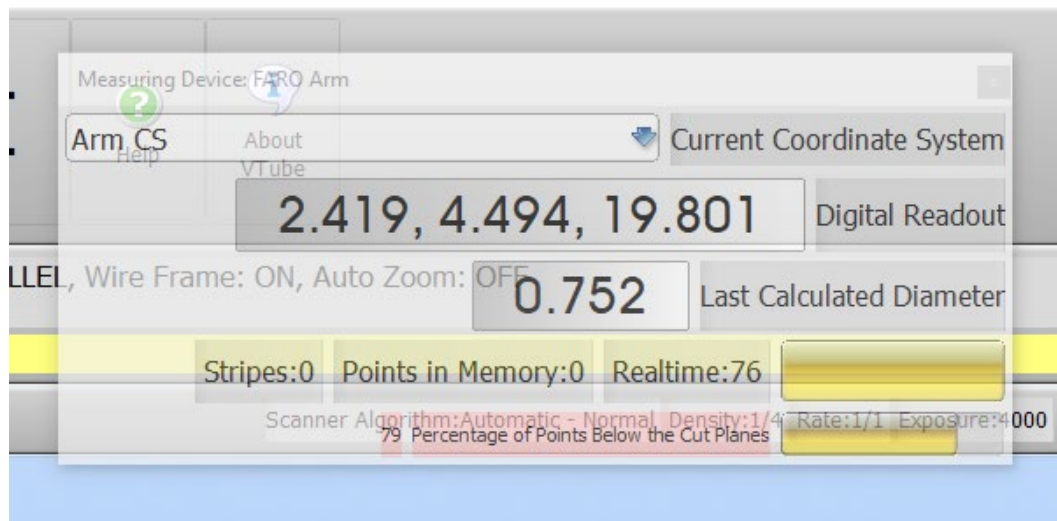 Measuring Device: FARO Arm
Help
About
VTube
Arm CS
Current Coordinate System
2.419, 4.494, 19.801
Digital Readout
LLEL, Wire Frame: ON, Auto Zoom: OFF
0.752
Last Calculated Diameter
Stripes:0 Points in Memory:0 Realtime:76
Scanner Algorithm:Automatic - Normal Density:1/4 Rate:1/1 Exposure:4000
79 Percentage of Points Below the Cut Planes